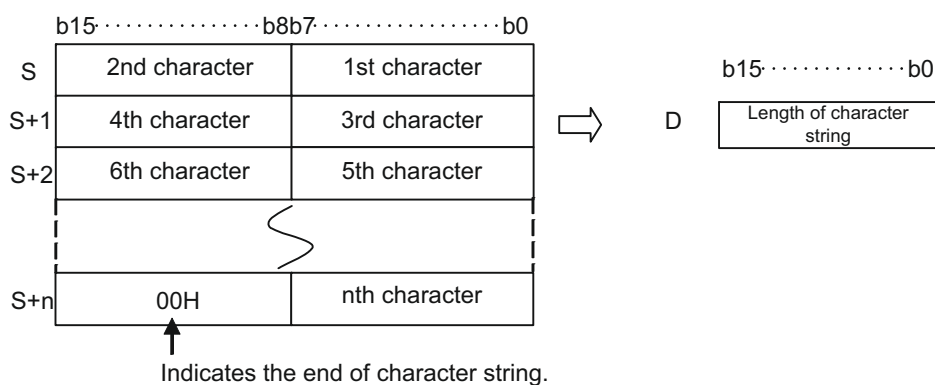 b15··············b8b7··············b0
S 2nd character 1st character
S+1 4th character 3rd character
S+2 6th character 5th character
S+n 00H nth character
Indicates the end of character string.
b15··············b0
D Length of character
string